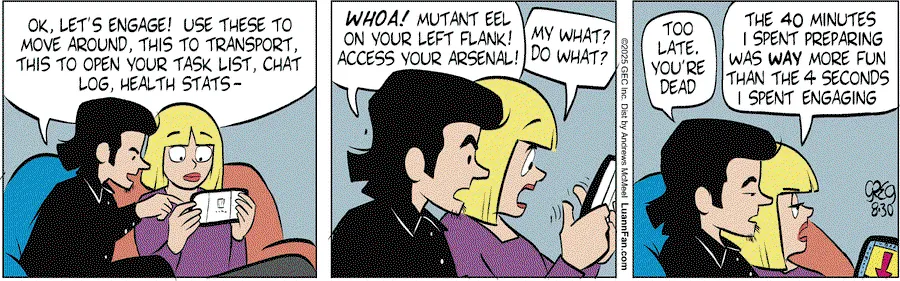 OK, LET'S ENGAGE! USE THESE TO
MOVE AROUND, THIS TO TRANSPORT,
THIS TO OPEN YOUR TASK LIST, CHAT
LOG, HEALTH STATS–
WHOA! MUTANT EEL
ON YOUR LEFT FLANK!
ACCESS YOUR ARSENAL!
MY WHAT?
DO WHAT?
©2025 GEC Inc. Dist by Andrews McMeel LuannFan.com
TOO
LATE.
YOU'RE
DEAD
THE 40 MINUTES
I SPENT PREPARING
WAS WAY MORE FUN
THAN THE 4 SECONDS
I SPENT ENGAGING
GREG
8·30